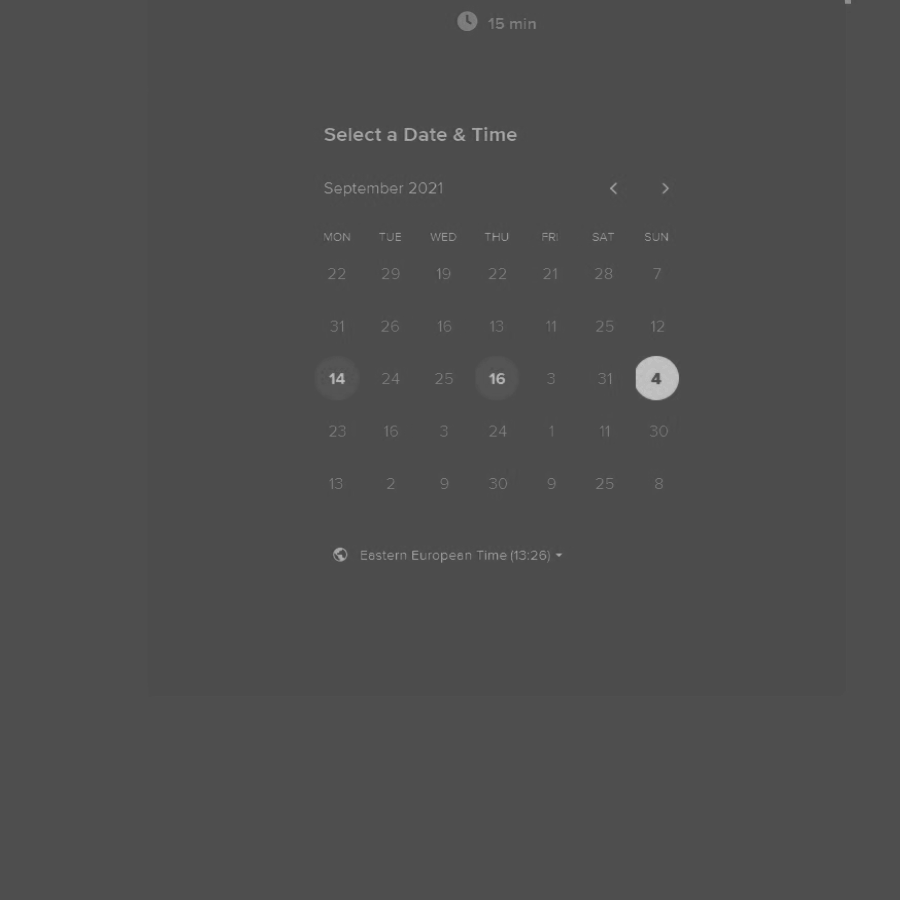 15 min
Select a Date & Time
September 2021
MON TUE WED THU FRI SAT SUN
22 29 19 22 21 28 7
31 26 16 13 11 25 12
14 24 25 16 3 31 4
23 16 3 24 1 11 30
13 2 9 30 9 25 8
Eastern European Time (13:26)